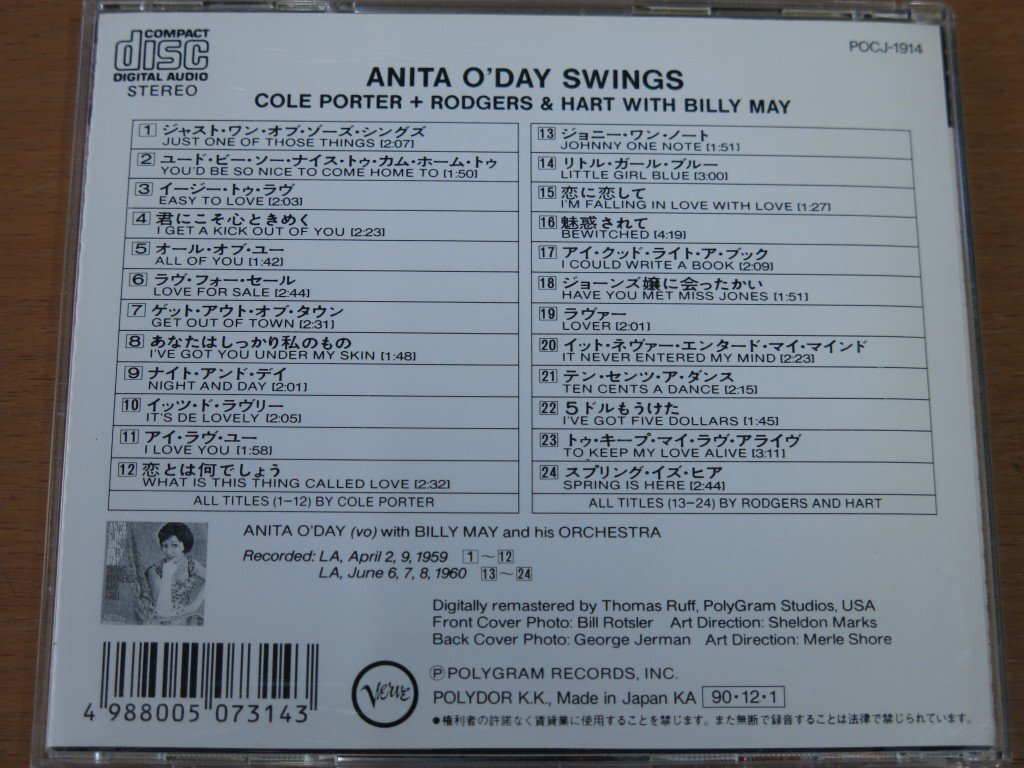 COMPACT
disc
DIGITAL AUDIO
STEREO
POCJ-1914
ANITA O'DAY SWINGS
COLE PORTER + RODGERS & HART WITH BILLY MAY
1 ジャスト・ワン・オブ・ゾーズ・シングズ
JUST ONE OF THOSE THINGS [2:07]
2 ユード・ビー・ソー・ナイス・トゥ・カム・ホーム・トゥ
YOU'D BE SO NICE TO COME HOME TO [1:50]
3 イージー・トゥ・ラヴ
EASY TO LOVE [2:03]
4 君にこそ心ときめく
I GET A KICK OUT OF YOU [2:23]
5 オール・オブ・ユー
ALL OF YOU [1:42]
6 ラヴ・フォー・セール
LOVE FOR SALE [2:44]
7 ゲット・アウト・オブ・タウン
GET OUT OF TOWN [2:31]
8 あなたはしっかり私のもの
I'VE GOT YOU UNDER MY SKIN [1:48]
9 ナイト・アンド・デイ
NIGHT AND DAY [2:01]
10 イッツ・ド・ラヴリー
IT'S DE LOVELY [2:05]
11 アイ・ラヴ・ユー
I LOVE YOU [1:58]
12 恋とは何でしょう
WHAT IS THIS THING CALLED LOVE [2:32]
ALL TITLES (1-12) BY COLE PORTER
13 ジョニー・ワン・ノート
JOHNNY ONE NOTE [1:51]
14 リトル・ガール・ブルー
LITTLE GIRL BLUE [3:00]
15 恋に恋して
I'M FALLING IN LOVE WITH LOVE [1:27]
16 魅惑されて
BEWITCHED [4:19]
17 アイ・クッド・ライト・ア・ブック
I COULD WRITE A BOOK [2:09]
18 ジョーンズ嬢に会ったかい
HAVE YOU MET MISS JONES [1:51]
19 ラヴァー
LOVER [2:01]
20 イット・ネヴァー・エンタード・マイ・マインド
IT NEVER ENTERED MY MIND [2:23]
21 テン・センツ・ア・ダンス
TEN CENTS A DANCE [2:15]
22 5ドルもうけた
I'VE GOT FIVE DOLLARS [1:45]
23 トゥ・キープ・マイ・ラヴ・アライヴ
TO KEEP MY LOVE ALIVE [3:11]
24 スプリング・イズ・ヒア
SPRING IS HERE [2:44]
ALL TITLES (13-24) BY RODGERS AND HART
ANITA O'DAY (vo) with BILLY MAY and his ORCHESTRA
Recorded: LA, April 2, 9, 1959 1〜12
LA, June 6, 7, 8, 1960 13〜24
Digitally remastered by Thomas Ruff, PolyGram Studios, USA
Front Cover Photo: Bill Rotsler Art Direction: Sheldon Marks
Back Cover Photo: George Jerman Art Direction: Merle Shore
4 988005 073143
Verve
Ⓟ POLYGRAM RECORDS, INC.
POLYDOR K.K., Made in Japan KA 90・12・1
●権利者の許諾なく賃貸業に使用することを禁じます。また無断で録音することは法律で禁じられています。